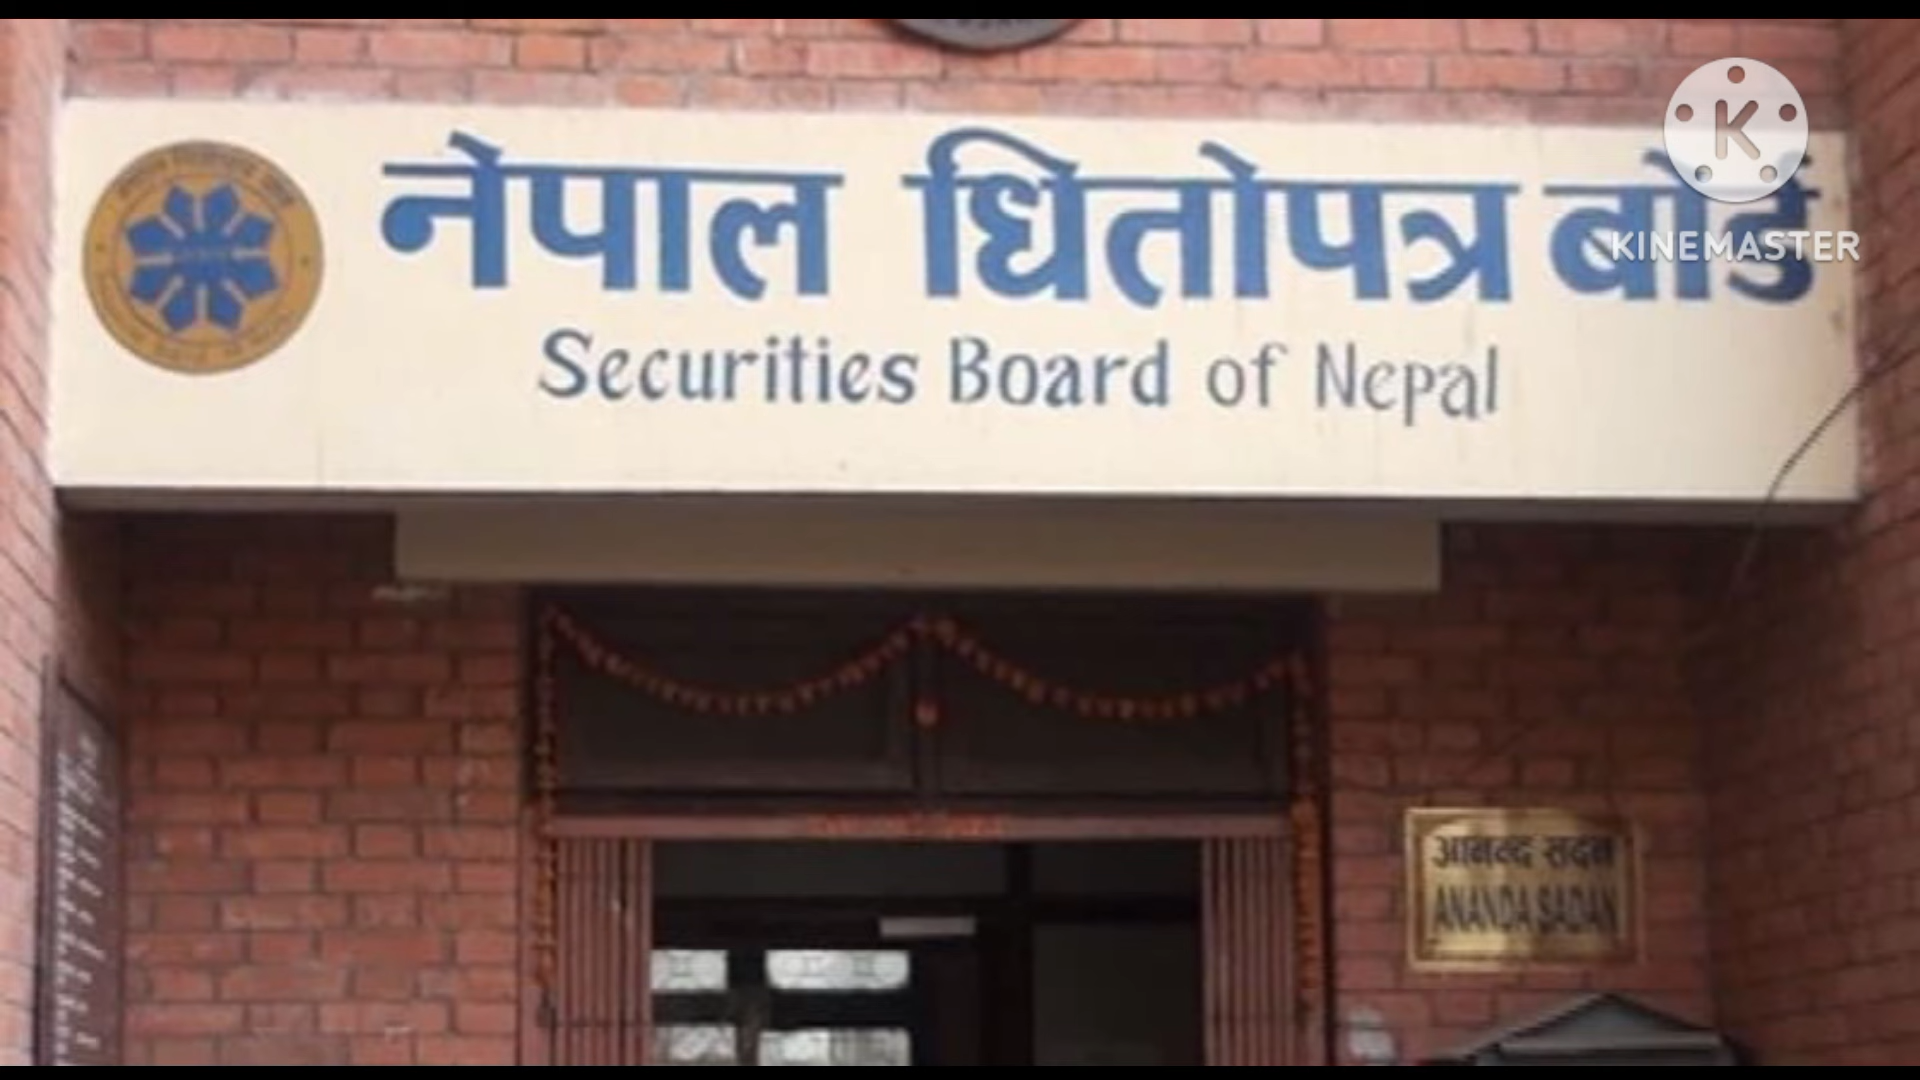 नेपाल धितोपत्र बोर्ड
Securities Board of Nepal
KINEMASTER
आनन्द सदन
ANANDA SADAN